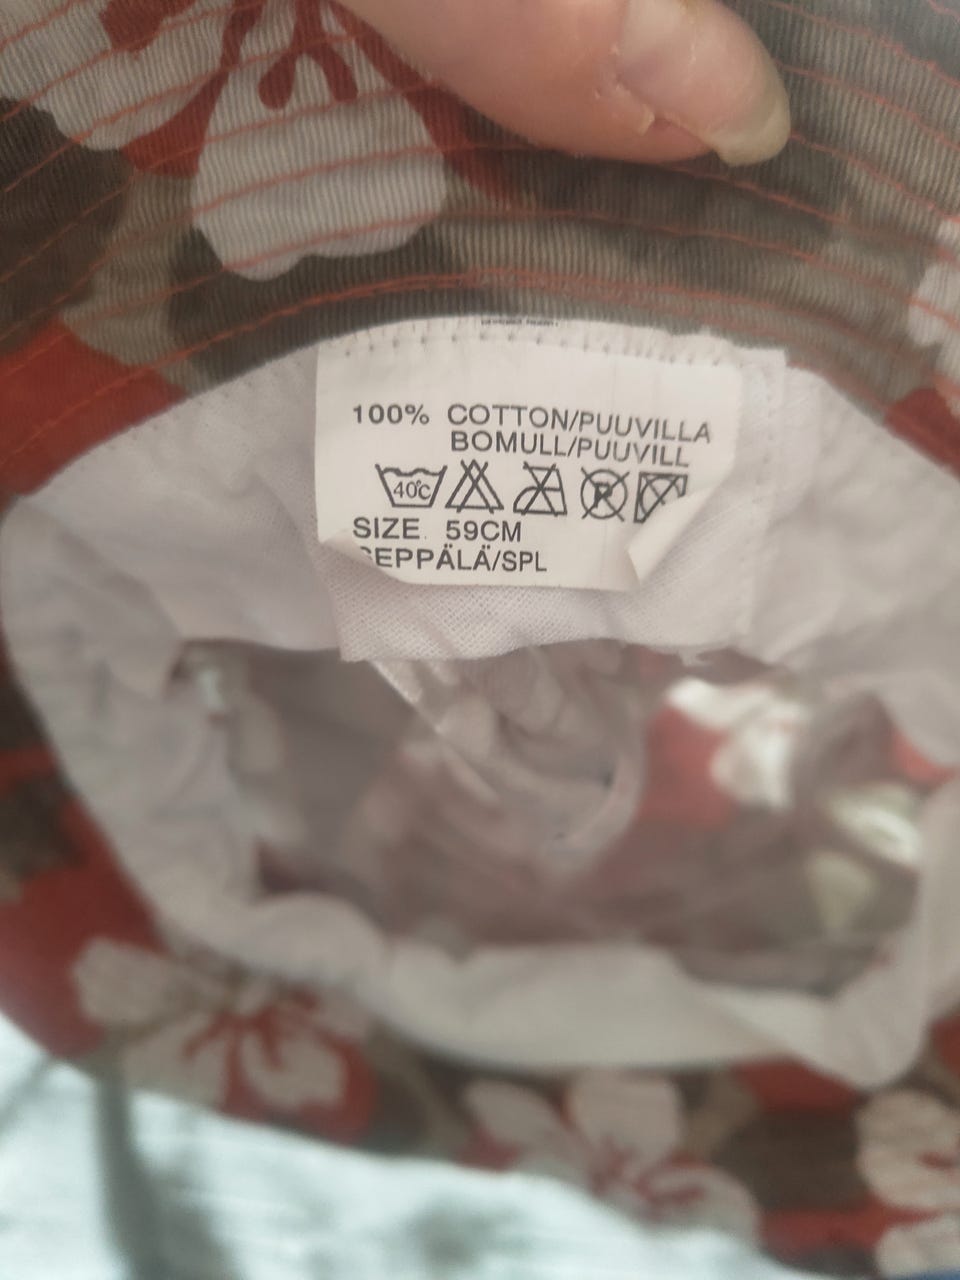 100% COTTON/PUUVILLA
BOMULL/PUUVILL
40°C P
SIZE 59CM
SEPPÄLÄ/SPL